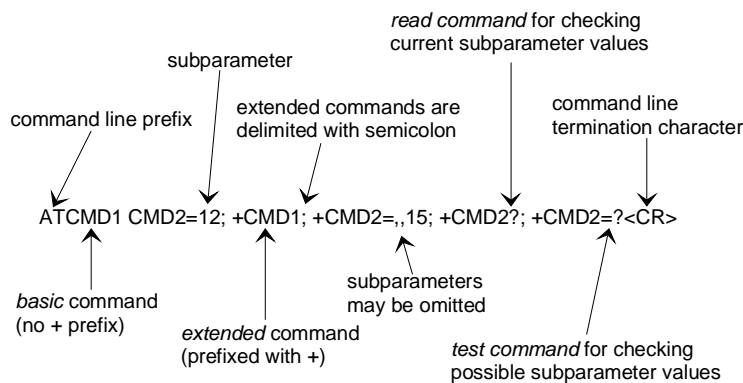 read command for checking
current subparameter values
subparameter
extended commands are
delimited with semicolon
command line
termination character
command line prefix
ATCMD1 CMD2=12; +CMD1; +CMD2=,,15; +CMD2?; +CMD2=?<CR>
subparameters
may be omitted
basic command
(no + prefix)
extended command
(prefixed with +)
test command for checking
possible subparameter values